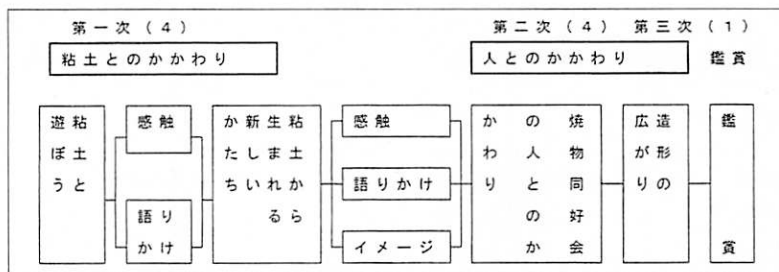 第一次（４） 第二次（４） 第三次（１）
粘土とのかかわり 人とのかかわり 鑑賞
粘土と
遊ぼう
感触
語り
かけ
粘土から
生まれる
新しい
かたち
感触
語りかけ
イメージ
焼物同好会
の人とのか
かわり
造形の
広がり
鑑賞